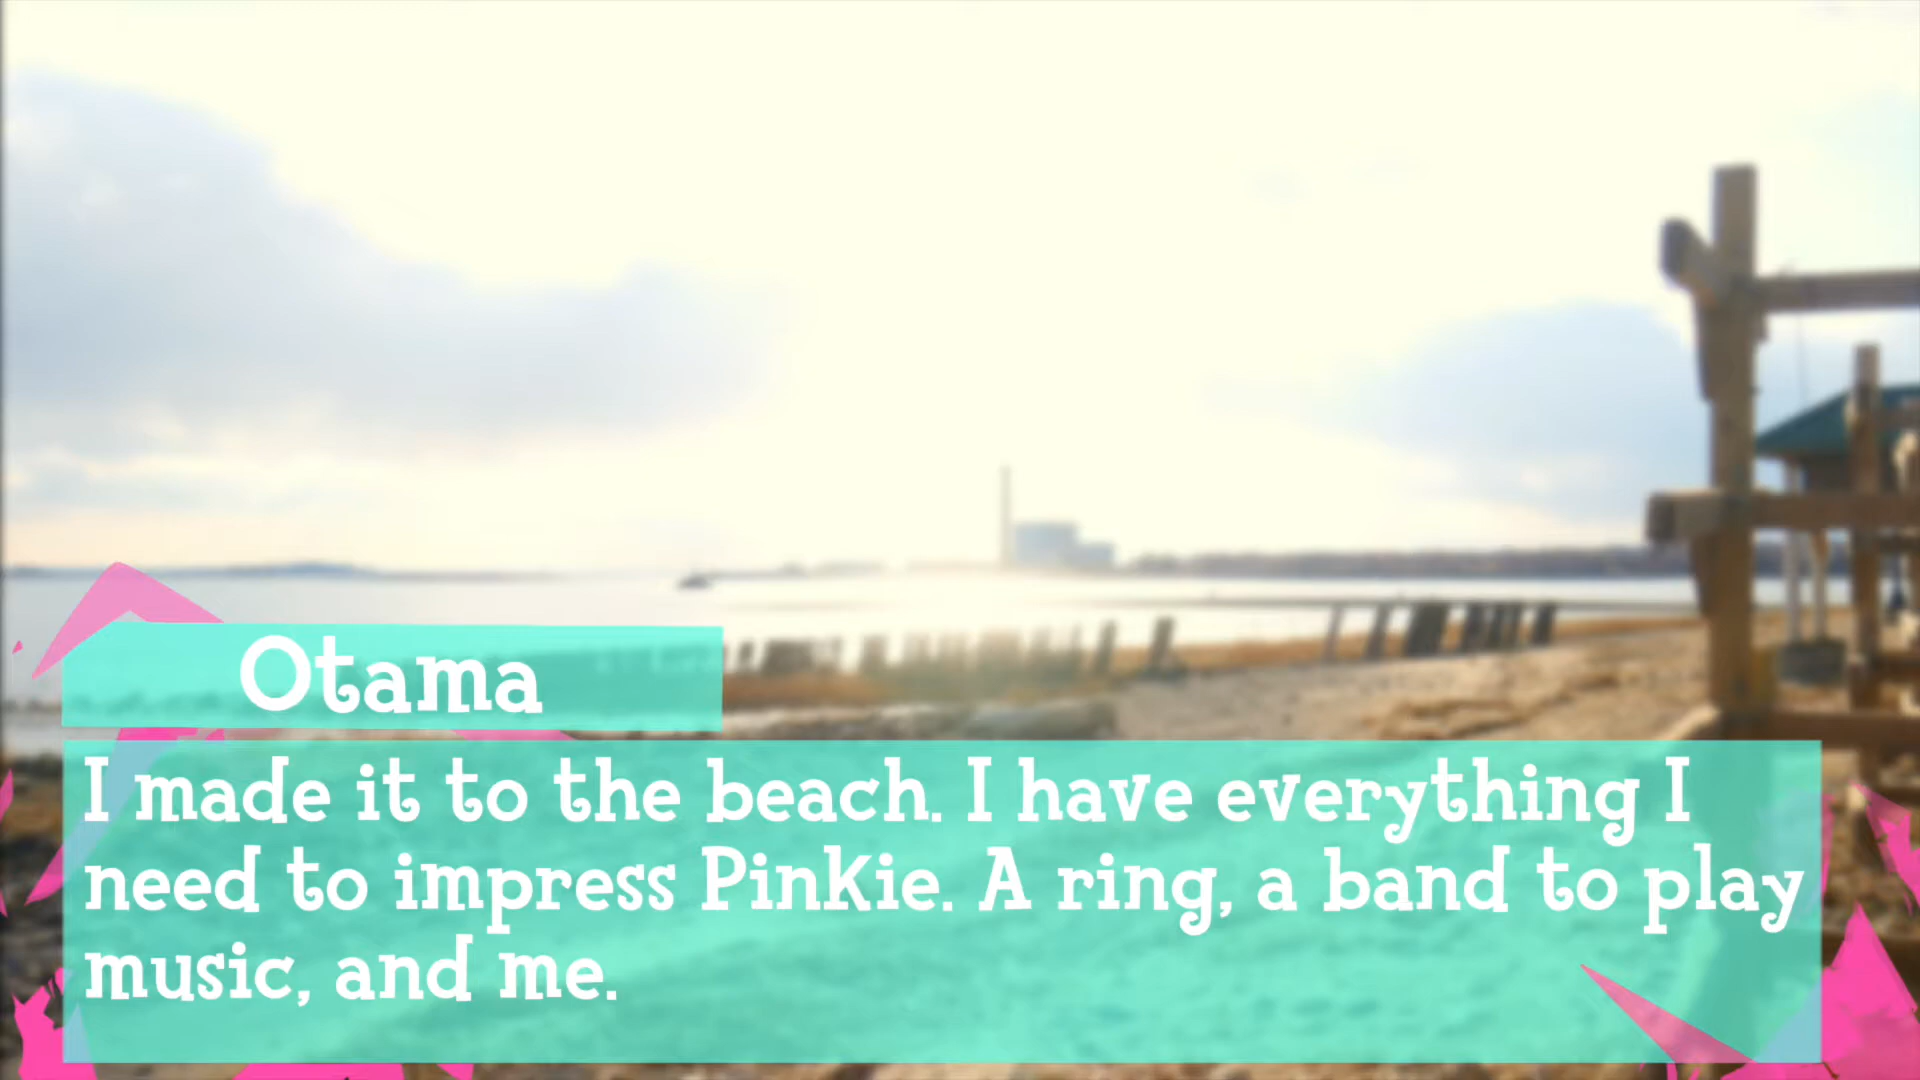 Otama
I made it to the beach. I have everything I
need to impress Pinkie. A ring, a band to play
music, and me.